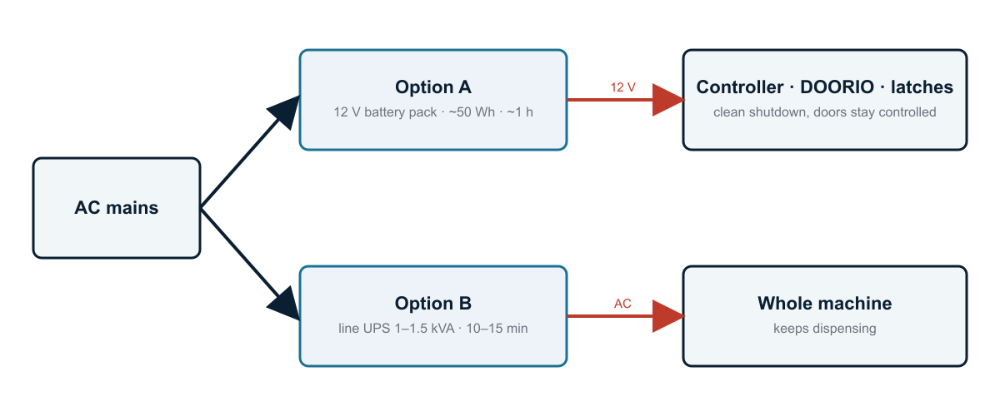 Option A
12 V battery pack · ~50 Wh · ~1 h
12 V
Controller · DOORIO · latches
clean shutdown, doors stay controlled
AC mains
Option B
line UPS 1–1.5 kVA · 10–15 min
AC
Whole machine
keeps dispensing